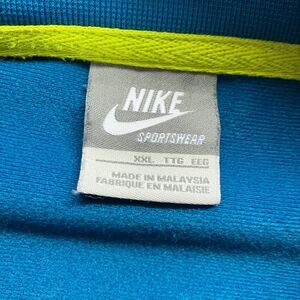 NIKE
SPORTSWEAR
XXL TTG EEG
MADE IN MALAYSIA
FABRIQUE EN MALAISIE